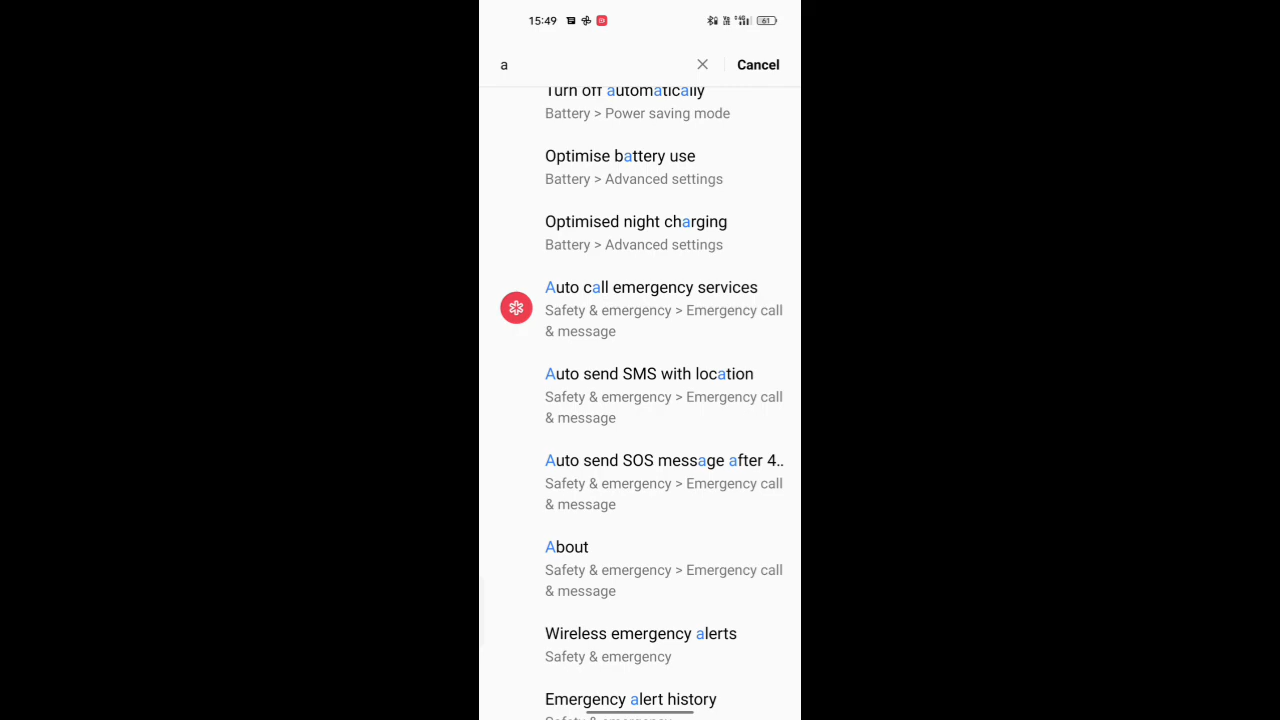 15:49
61
a
Cancel
Turn off automatically
Battery > Power saving mode
Optimise battery use
Battery > Advanced settings
Optimised night charging
Battery > Advanced settings
Auto call emergency services
Safety & emergency > Emergency call
& message
Auto send SMS with location
Safety & emergency > Emergency call
& message
Auto send SOS message after 4..
Safety & emergency > Emergency call
& message
About
Safety & emergency > Emergency call
& message
Wireless emergency alerts
Safety & emergency
Emergency alert history
Safety & emergency